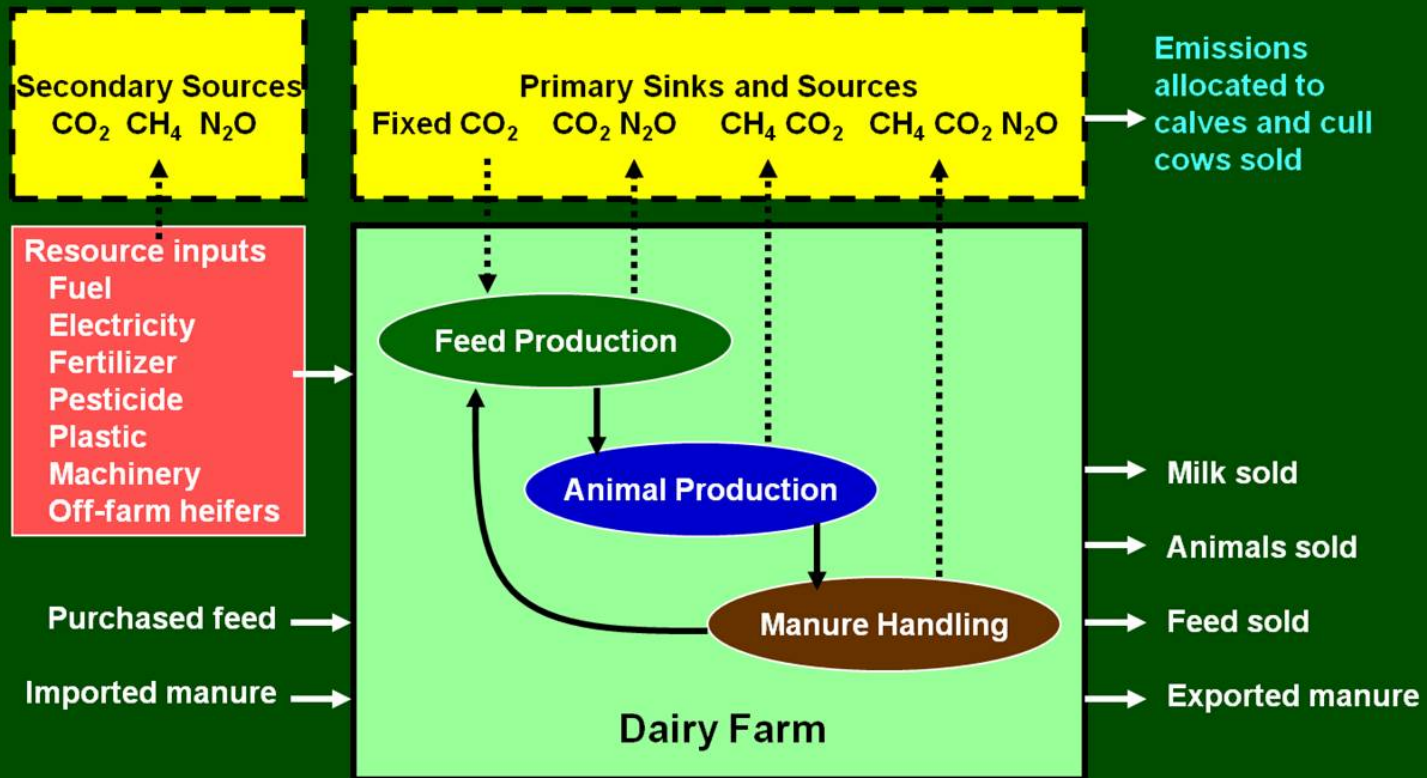 Secondary Sources
CO₂ CH₄ N₂O
Primary Sinks and Sources
Fixed CO₂ CO₂ N₂O CH₄ CO₂ CH₄ CO₂ N₂O
Emissions
allocated to
calves and cull
cows sold
Resource inputs
Fuel
Electricity
Fertilizer
Pesticide
Plastic
Machinery
Off-farm heifers
Purchased feed
Imported manure
Feed Production
Animal Production
Manure Handling
Dairy Farm
Milk sold
Animals sold
Feed sold
Exported manure